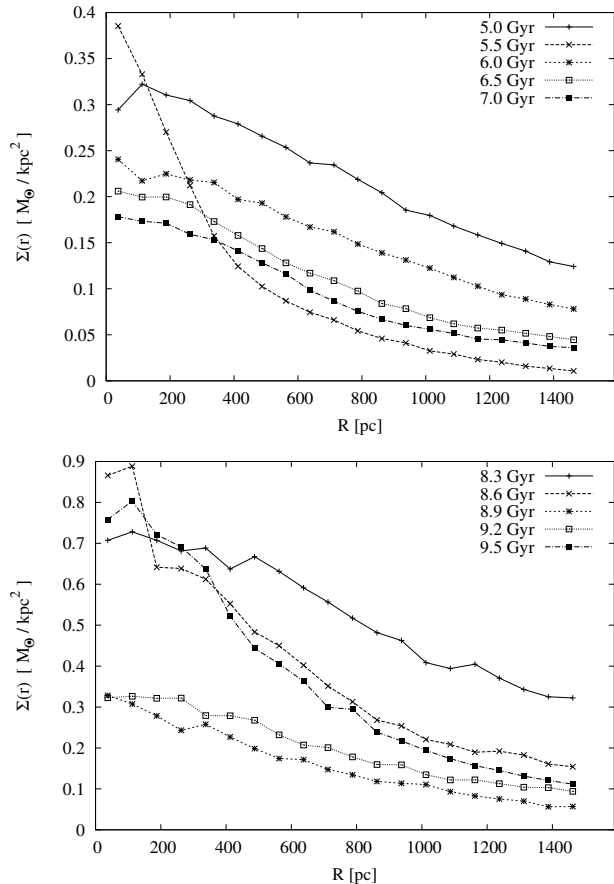 0.4
0.35
0.3
0.25
0.2
0.15
0.1
0.05
0
Σ(r) [ M⊙ / kpc²]
5.0 Gyr
5.5 Gyr
6.0 Gyr
6.5 Gyr
7.0 Gyr
0 200 400 600 800 1000 1200 1400
R [pc]
0.9
0.8
0.7
0.6
0.5
0.4
0.3
0.2
0.1
0
Σ(r) [ M⊙ / kpc²]
8.3 Gyr
8.6 Gyr
8.9 Gyr
9.2 Gyr
9.5 Gyr
0 200 400 600 800 1000 1200 1400
R [pc]